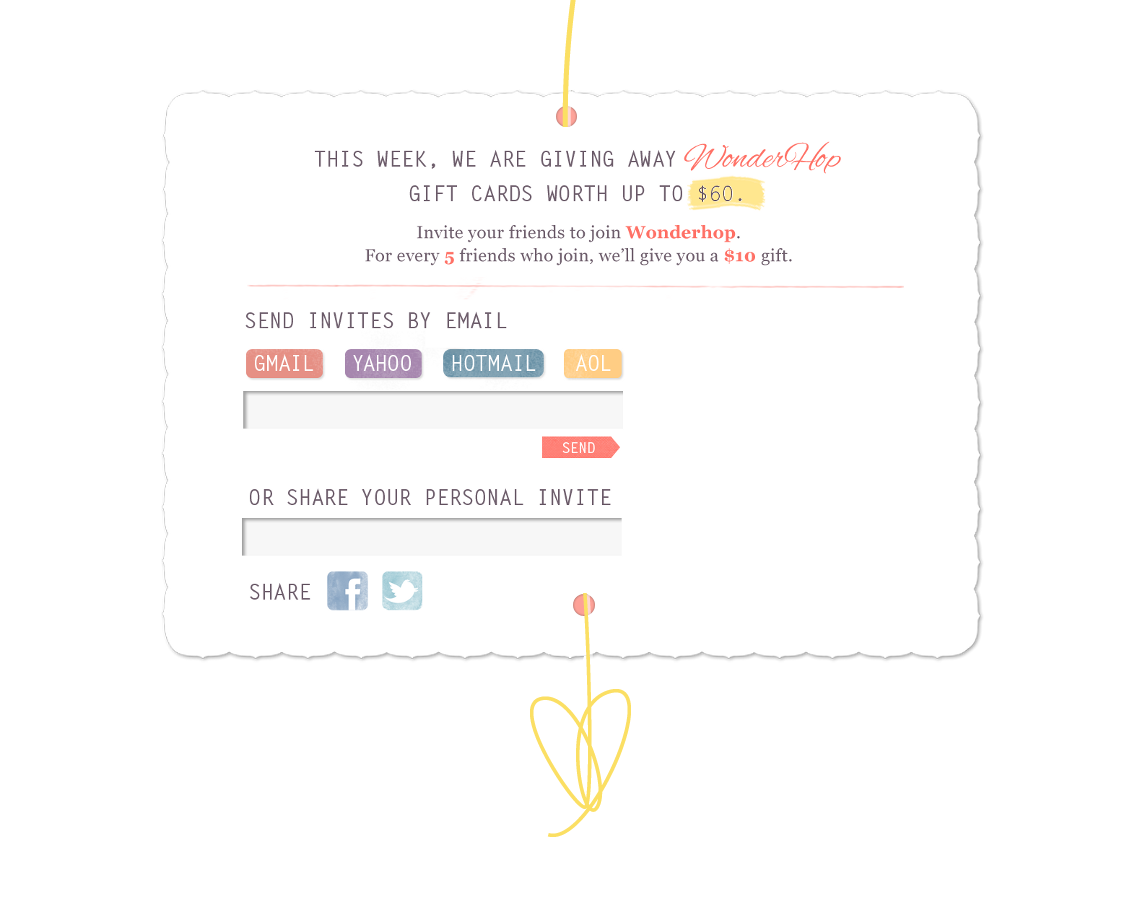 THIS WEEK, WE ARE GIVING AWAY WonderHop
GIFT CARDS WORTH UP TO $60.
Invite your friends to join Wonderhop.
For every 5 friends who join, we'll give you a $10 gift.
SEND INVITES BY EMAIL
GMAIL YAHOO HOTMAIL AOL
SEND
OR SHARE YOUR PERSONAL INVITE
SHARE